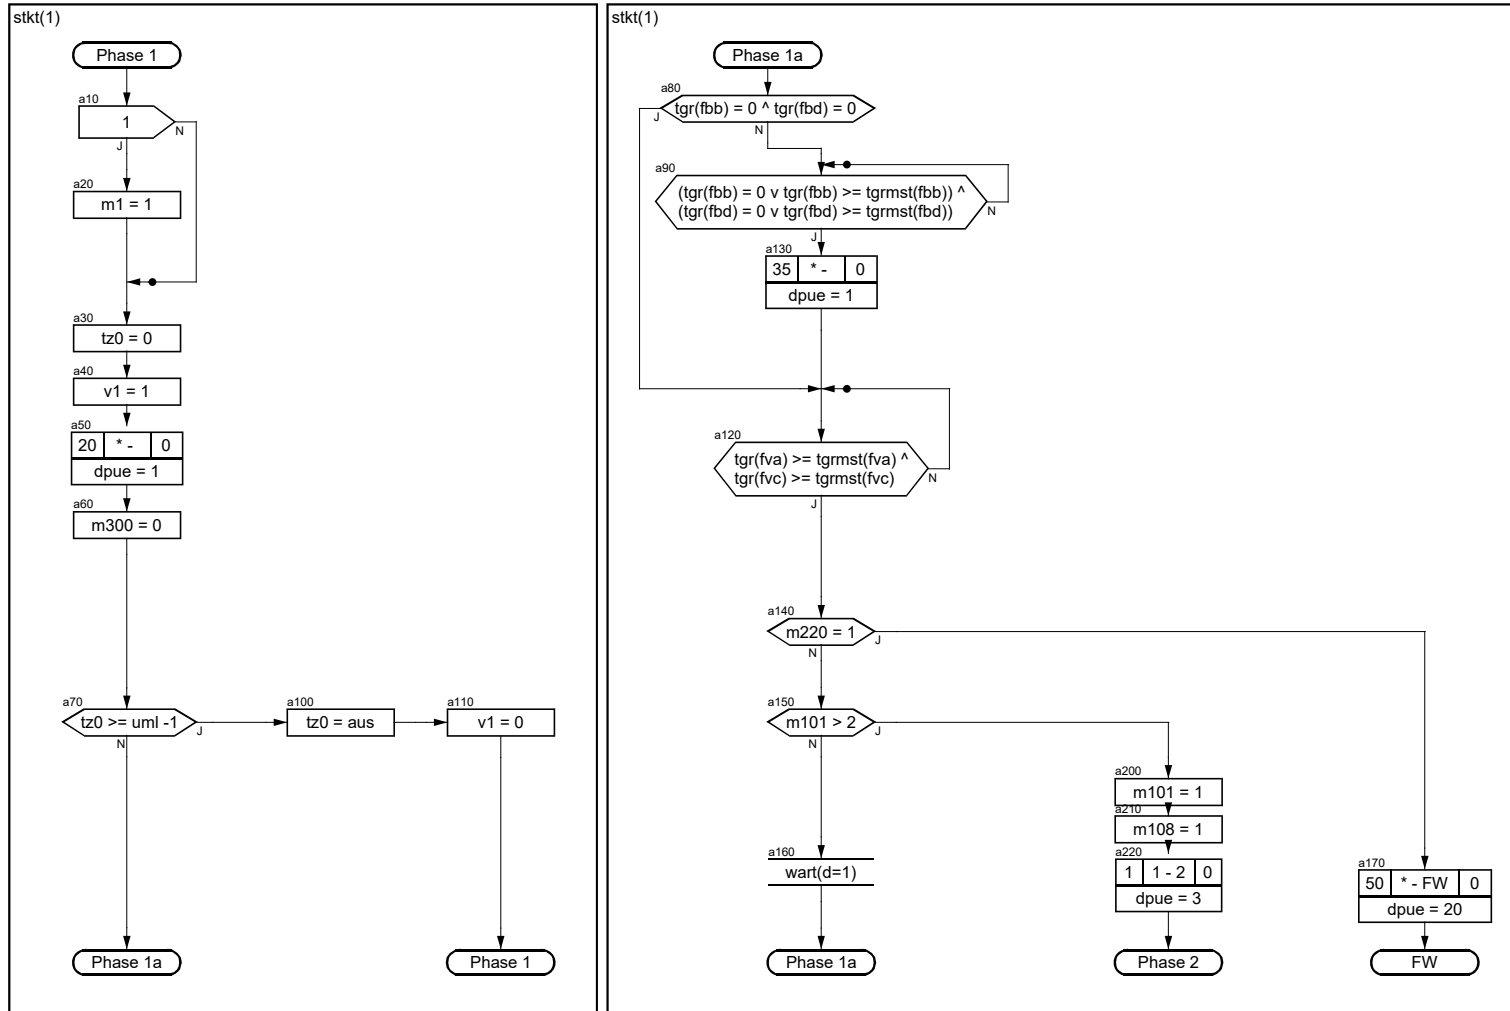 stkt(1)
Phase 1
a10
1
N
J
a20
m1 = 1
a30
tz0 = 0
a40
v1 = 1
a50
20 * - 0
dpue = 1
a60
m300 = 0
a70
tz0 >= uml -1
J
N
a100
tz0 = aus
a110
v1 = 0
Phase 1a
Phase 1
stkt(1)
Phase 1a
a80
tgr(fbb) = 0 ^ tgr(fbd) = 0
J
N
a90
(tgr(fbb) = 0 v tgr(fbb) >= tgrmst(fbb)) ^
(tgr(fbd) = 0 v tgr(fbd) >= tgrmst(fbd))
N
J
a130
35 * - 0
dpue = 1
a120
tgr(fva) >= tgrmst(fva) ^
tgr(fvc) >= tgrmst(fvc)
N
J
a140
m220 = 1
J
N
a150
m101 > 2
J
N
a160
wart(d=1)
a200
m101 = 1
a210
m108 = 1
a220
1 1 - 2 0
dpue = 3
a170
50 * - FW 0
dpue = 20
Phase 1a
Phase 2
FW